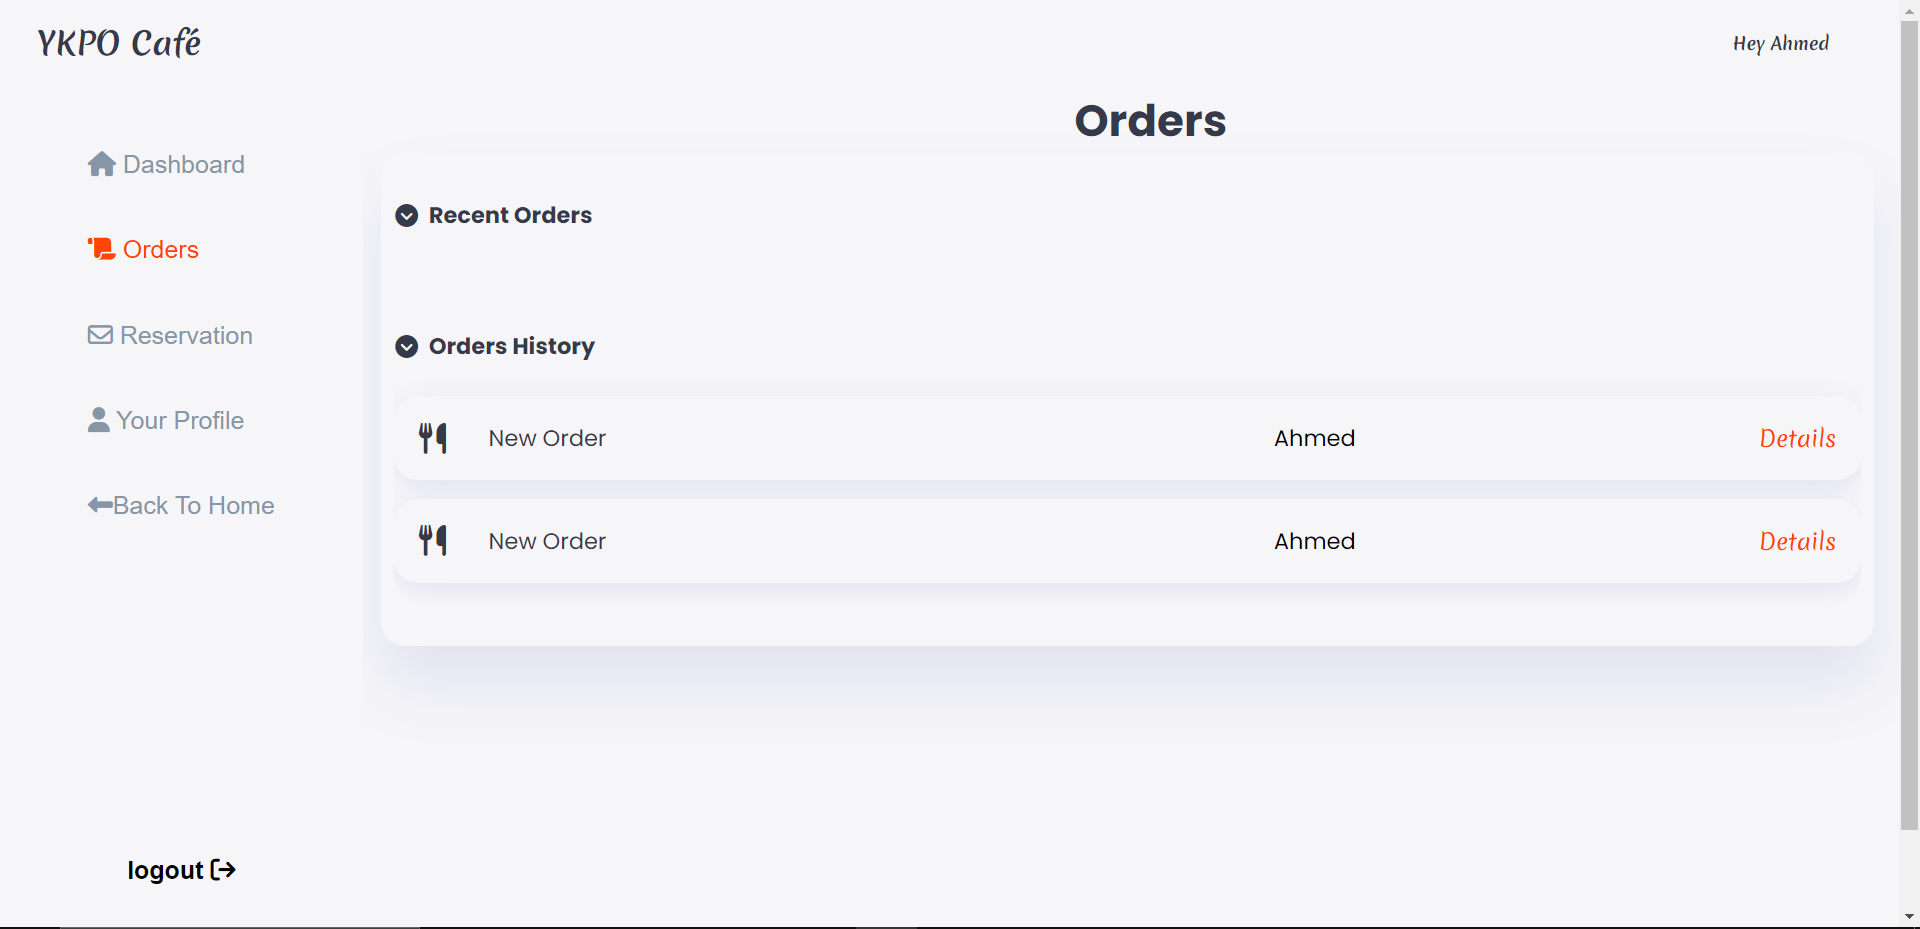 YKPO Café
Hey Ahmed
Orders
Dashboard
Orders
Reservation
Your Profile
Back To Home
logout
Recent Orders
Orders History
New Order Ahmed Details
New Order Ahmed Details